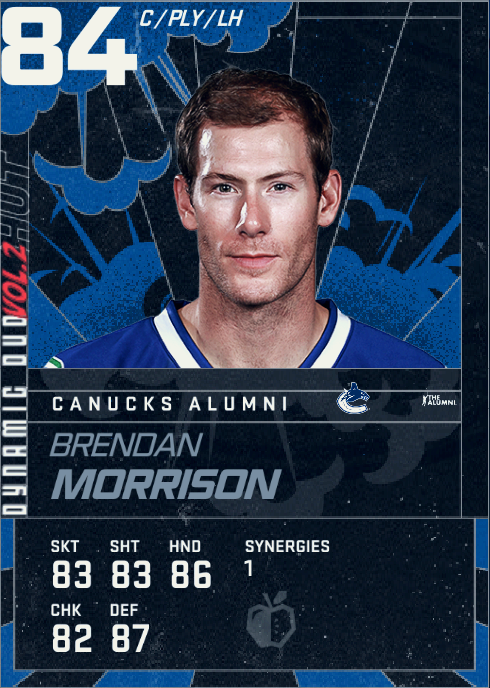 84
C/PLY/LH
DYNAMIC DUO VOL.2 HUT
CANUCKS ALUMNI
THE ALUMNI
BRENDAN
MORRISON
SKT SHT HND SYNERGIES
83 83 86 1
CHK DEF
82 87